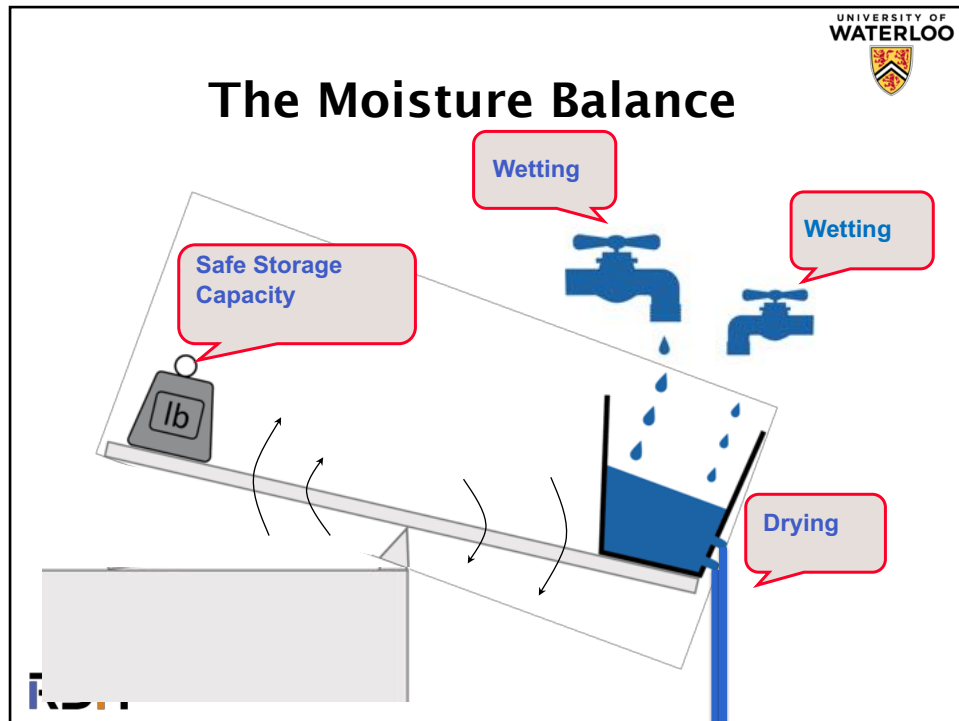 UNIVERSITY OF
WATERLOO
The Moisture Balance
Wetting
Wetting
Safe Storage
Capacity
lb
Drying